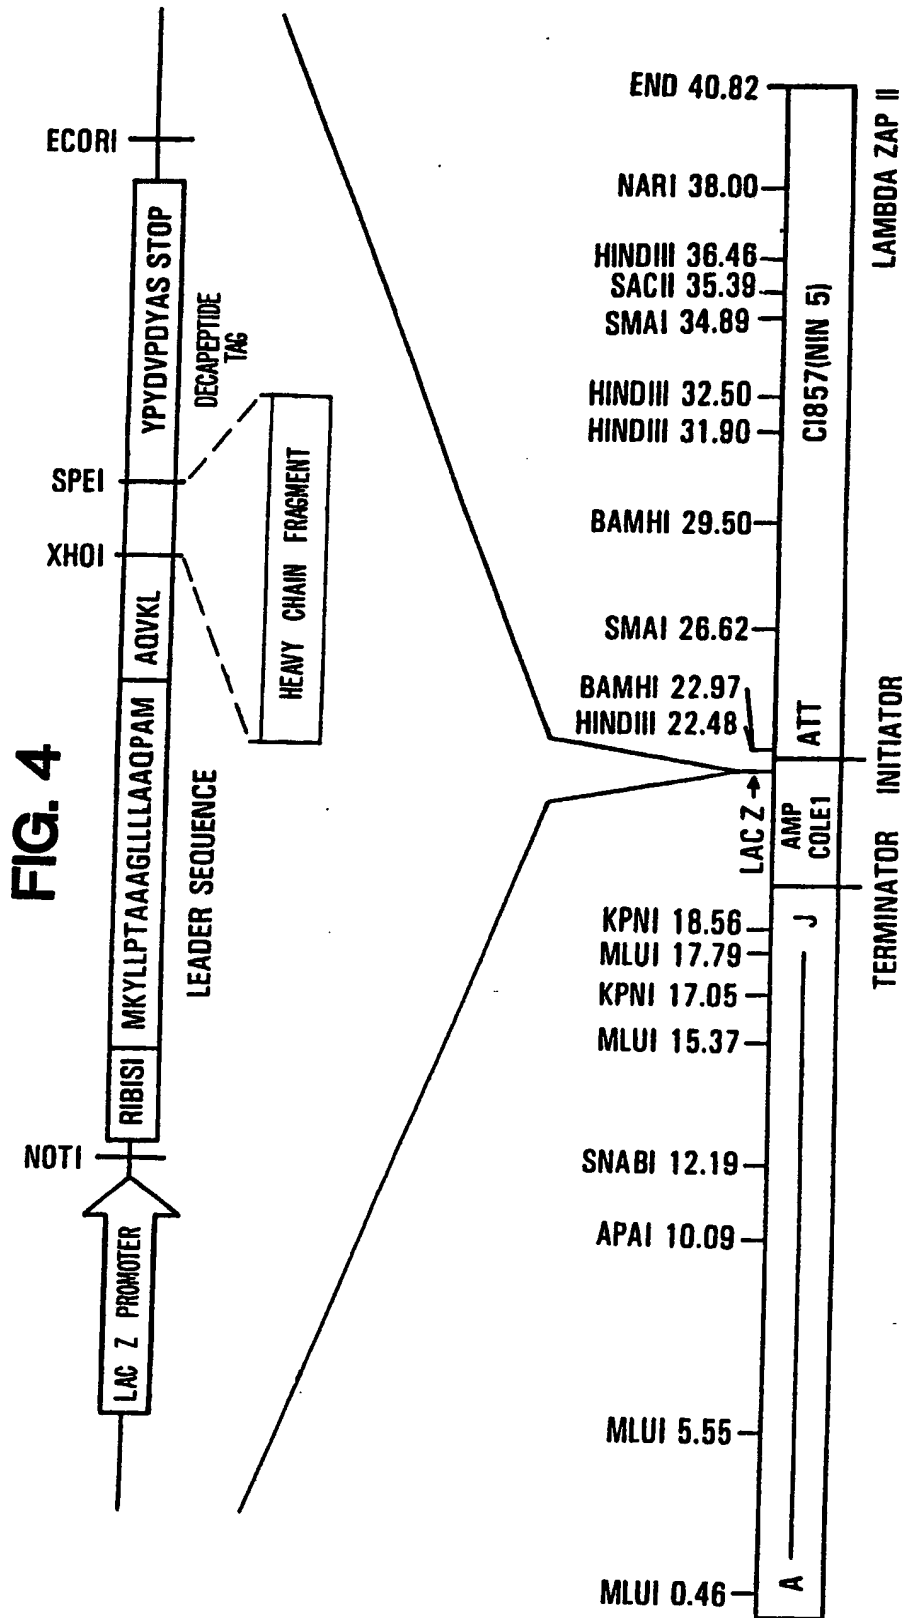 FIG. 4
LAC Z PROMOTER
NOTI
RIBISI
MKYLLPTAAAGLLLLAAQPAM
AQVKL
LEADER SEQUENCE
XHOI
SPEI
YPYDVPDYAS STOP
DECAPEPTIDE
TAG
ECORI
HEAVY CHAIN FRAGMENT
END 40.82
NARI 38.00
HINDIII 36.46
SACII 35.39
SMAI 34.89
HINDIII 32.50
HINDIII 31.90
BAMHI 29.50
SMAI 26.62
BAMHI 22.97
HINDIII 22.48
LAC Z
KPNI 18.56
MLUI 17.79
KPNI 17.05
MLUI 15.37
SNABI 12.19
APAI 10.09
MLUI 5.55
MLUI 0.46
A
J
AMP
COLE1
ATT
CI857(NIN 5)
TERMINATOR
INITIATOR
LAMBDA ZAP II